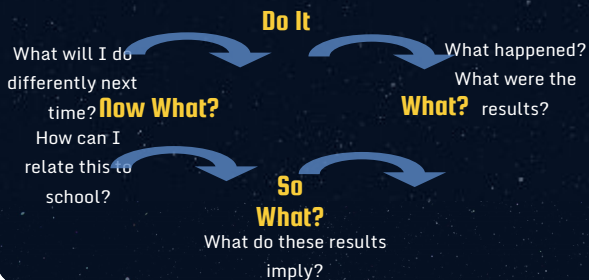 Do It
What will I do
differently next
time?
How can I
relate this to
school?
Now What?
What happened?
What were the
results?
What?
So
What?
What do these results
imply?